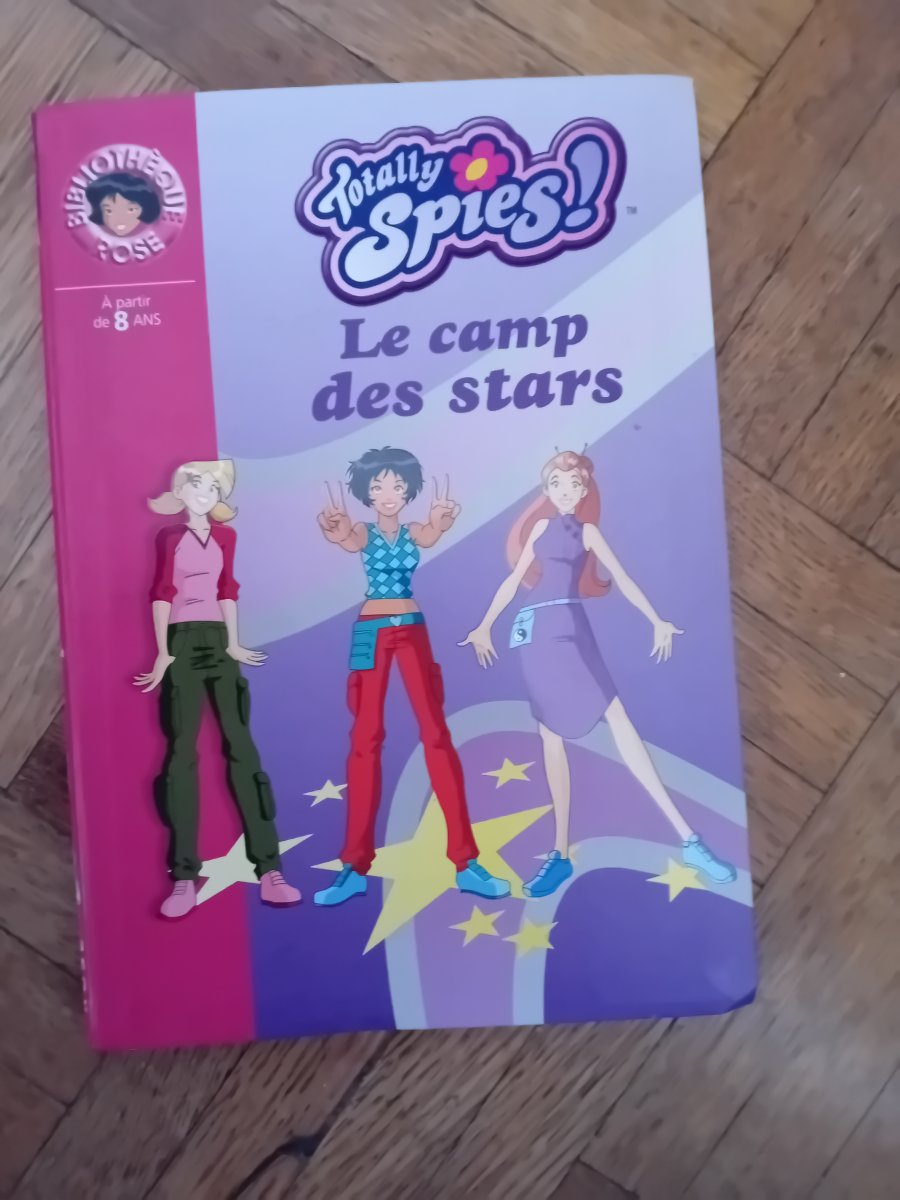 BIBLIOTHÈQUE
ROSE
À partir
de 8 ANS
Totally
Spies!
TM
Le camp
des stars